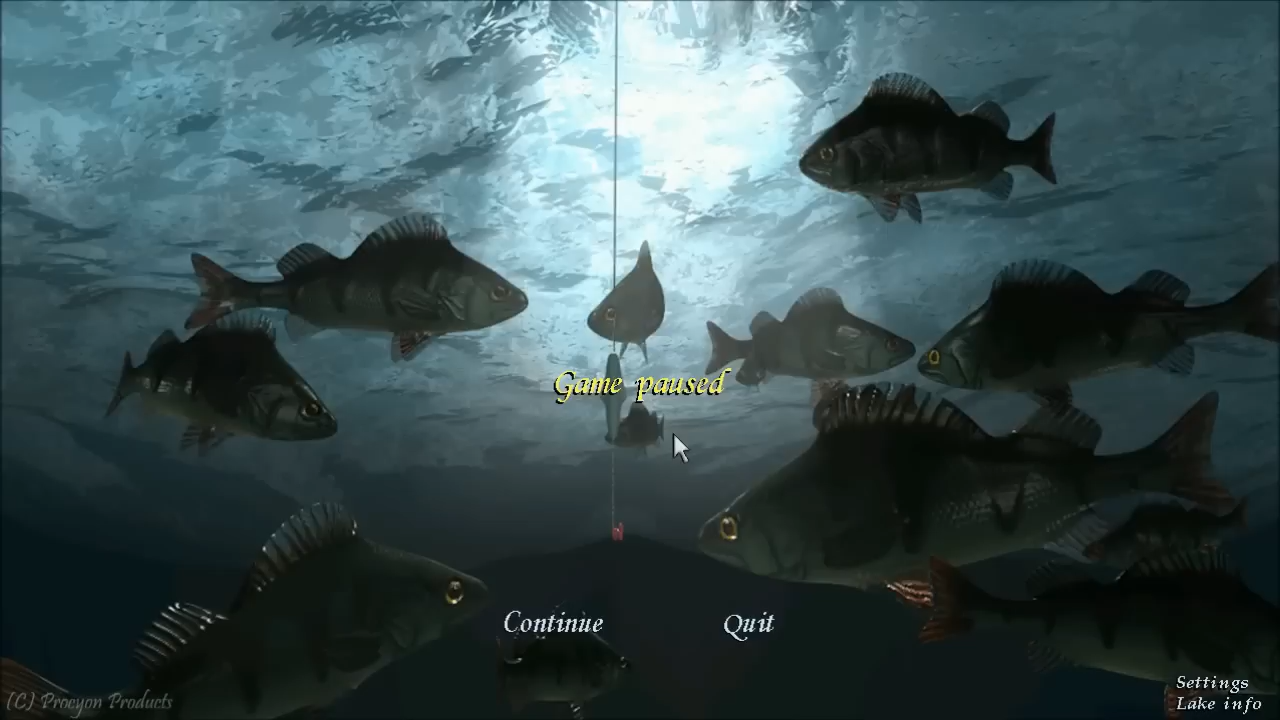 Game paused
Continue
Quit
Settings
Lake info
(C) Procyon Products